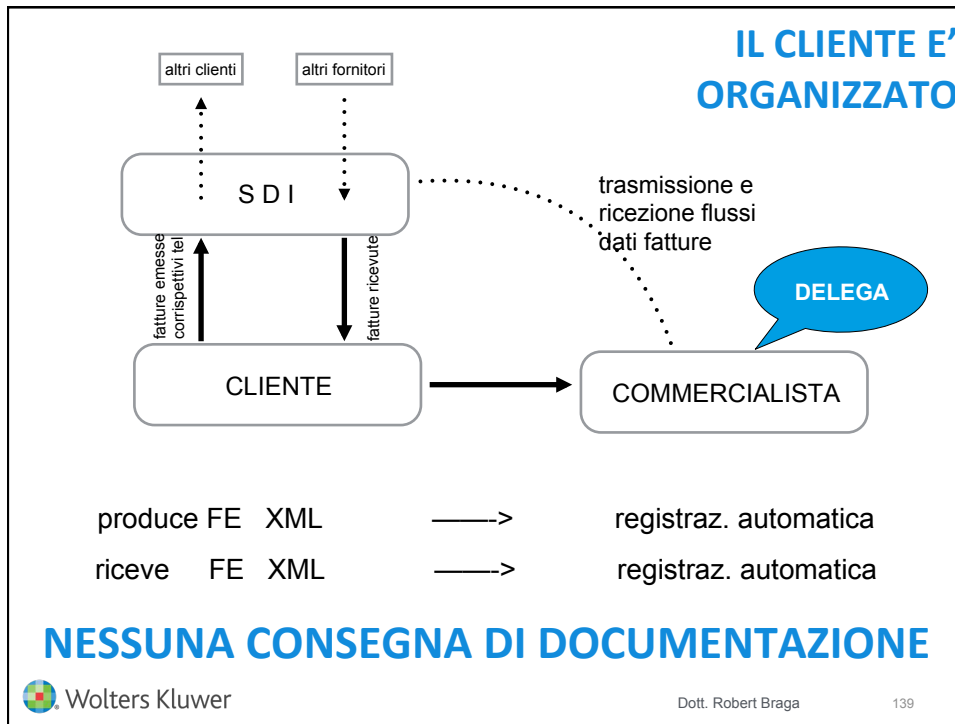 IL CLIENTE E'
ORGANIZZATO
altri clienti
altri fornitori
S D I
trasmissione e
ricezione flussi
dati fatture
fatture emesse
corrispettivi tel
fatture ricevute
DELEGA
CLIENTE
COMMERCIALISTA
produce FE XML ———-> registraz. automatica
riceve FE XML ———-> registraz. automatica
NESSUNA CONSEGNA DI DOCUMENTAZIONE
Wolters Kluwer
Dott. Robert Braga
139